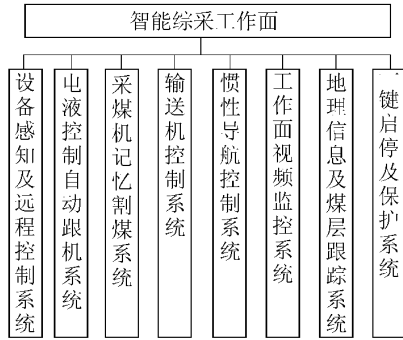 智能综采工作面
设备感知及远程控制系统
电液控制自动跟机系统
采煤机记忆割煤系统
输送机控制系统
惯性导航控制系统
工作面视频监控系统
地理信息及煤层跟踪系统
键启停及保护系统